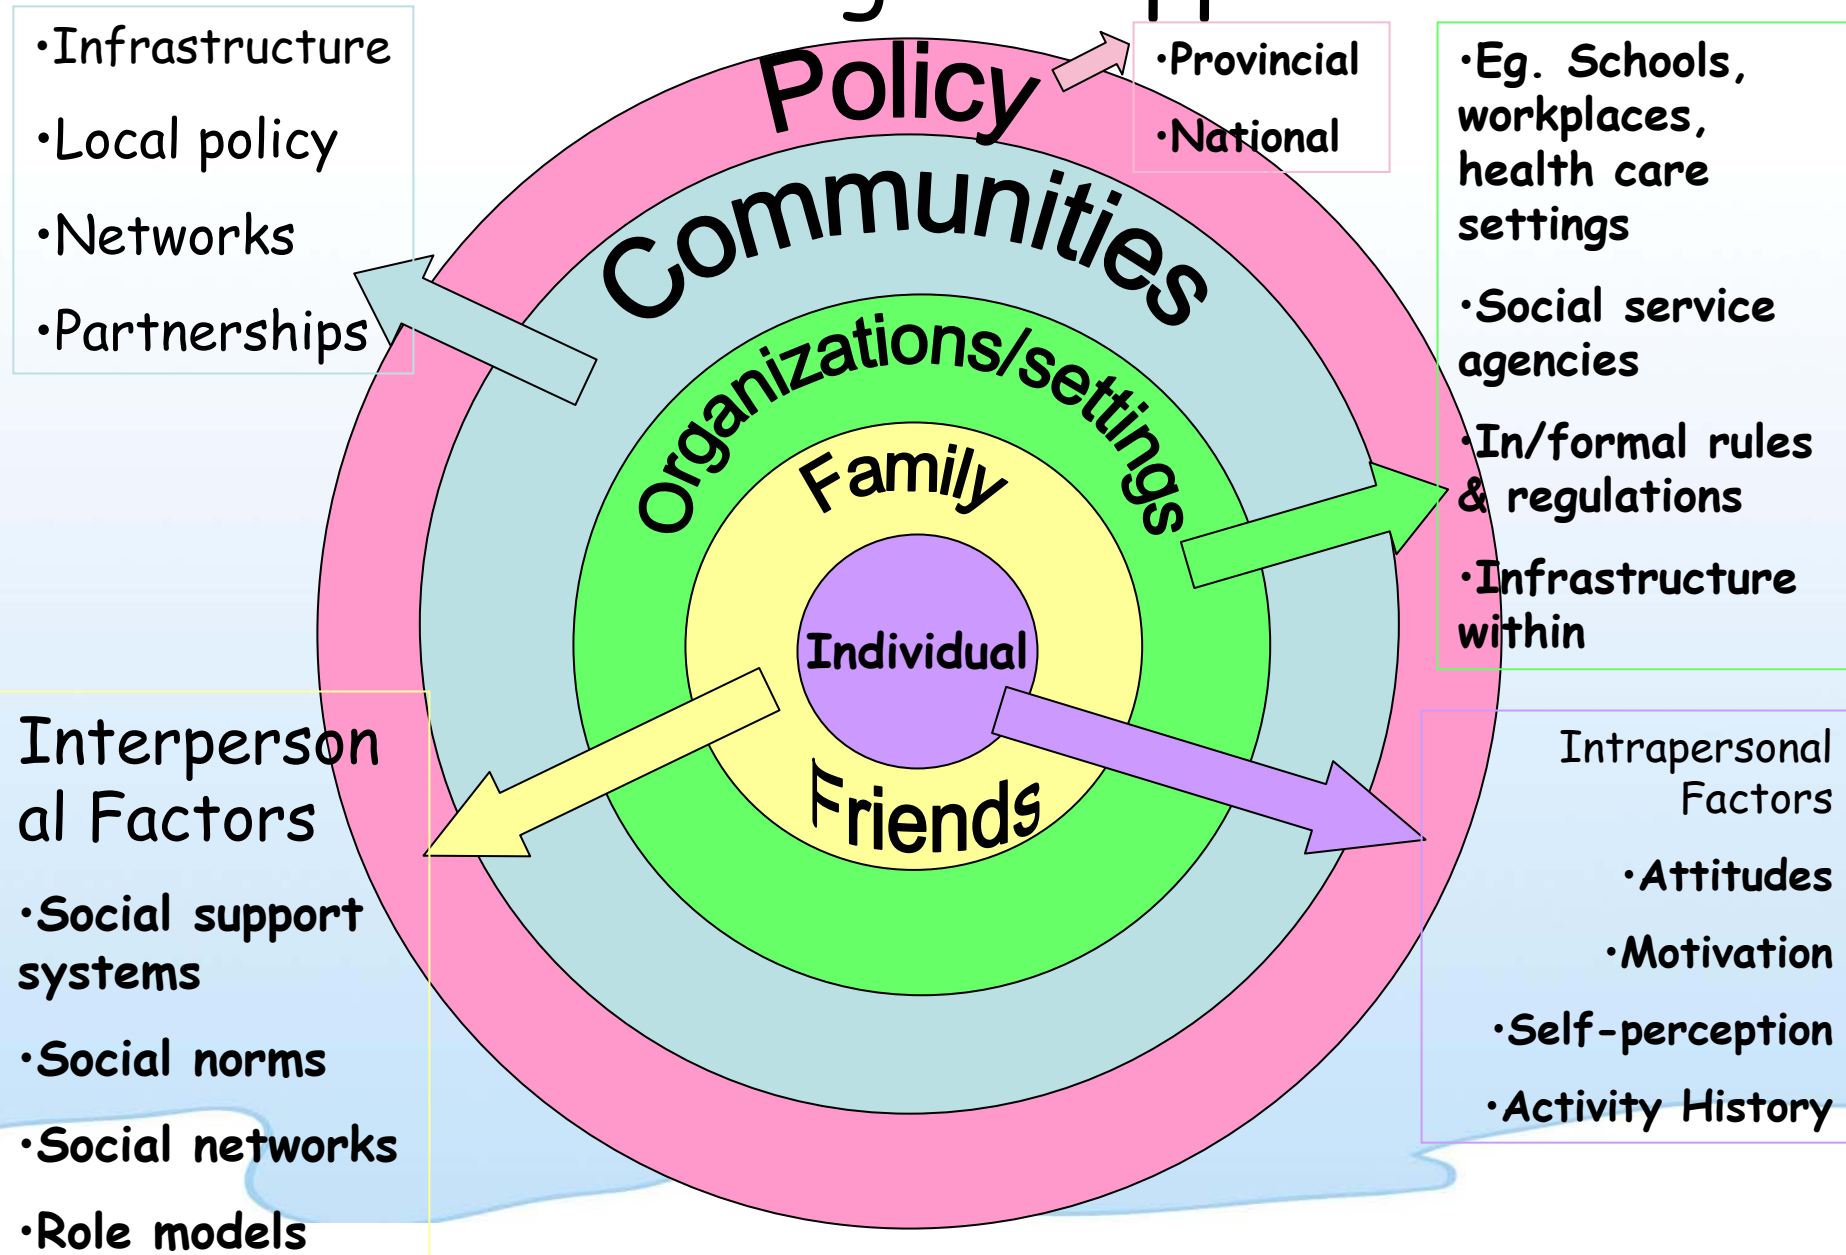 •Infrastructure
•Local policy
•Networks
•Partnerships
Policy
•Provincial
•National
•Eg. Schools,
workplaces,
health care
settings
•Social service
agencies
•In/formal rules
& regulations
•Infrastructure
within
Communities
Organizations/settings
Family
Individual
Friends
Interperson
al Factors
•Social support
systems
•Social norms
•Social networks
•Role models
Intrapersonal
Factors
•Attitudes
•Motivation
•Self-perception
•Activity History